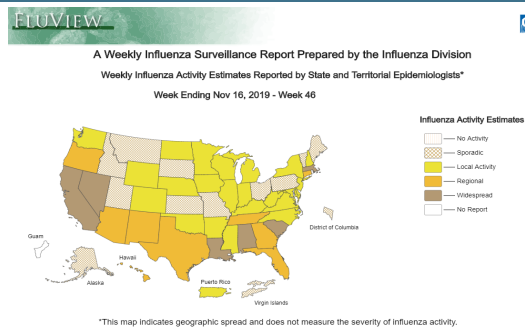 FLUVIEW
A Weekly Influenza Surveillance Report Prepared by the Influenza Division
Weekly Influenza Activity Estimates Reported by State and Territorial Epidemiologists*
Week Ending Nov 16, 2019 - Week 46
Influenza Activity Estimates
No Activity
Sporadic
Local Activity
Regional
Widespread
No Report
District of Columbia
Guam
Hawaii
Alaska
Puerto Rico
Virgin Islands
*This map indicates geographic spread and does not measure the severity of influenza activity.